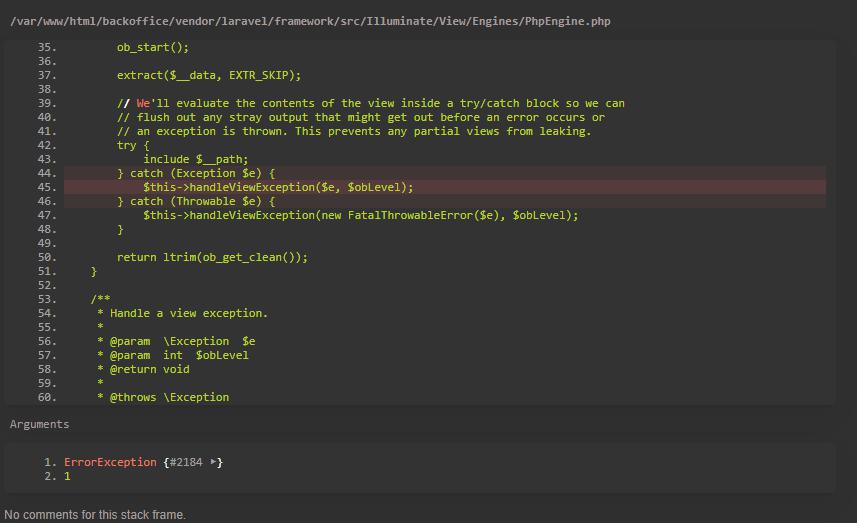 /var/www/html/backoffice/vendor/laravel/framework/src/Illuminate/View/Engines/PhpEngine.php
35.         ob_start();
36.
37.         extract($__data, EXTR_SKIP);
38.
39.         // We'll evaluate the contents of the view inside a try/catch block so we can
40.         // flush out any stray output that might get out before an error occurs or
41.         // an exception is thrown. This prevents any partial views from leaking.
42.         try {
43.             include $__path;
44.         } catch (Exception $e) {
45.             $this->handleViewException($e, $obLevel);
46.         } catch (Throwable $e) {
47.             $this->handleViewException(new FatalThrowableError($e), $obLevel);
48.         }
49.
50.         return ltrim(ob_get_clean());
51.     }
52.
53.     /**
54.      * Handle a view exception.
55.      *
56.      * @param  \Exception  $e
57.      * @param  int  $obLevel
58.      * @return void
59.      *
60.      * @throws \Exception
Arguments
1. ErrorException {#2184 ▶}
2. 1
No comments for this stack frame.